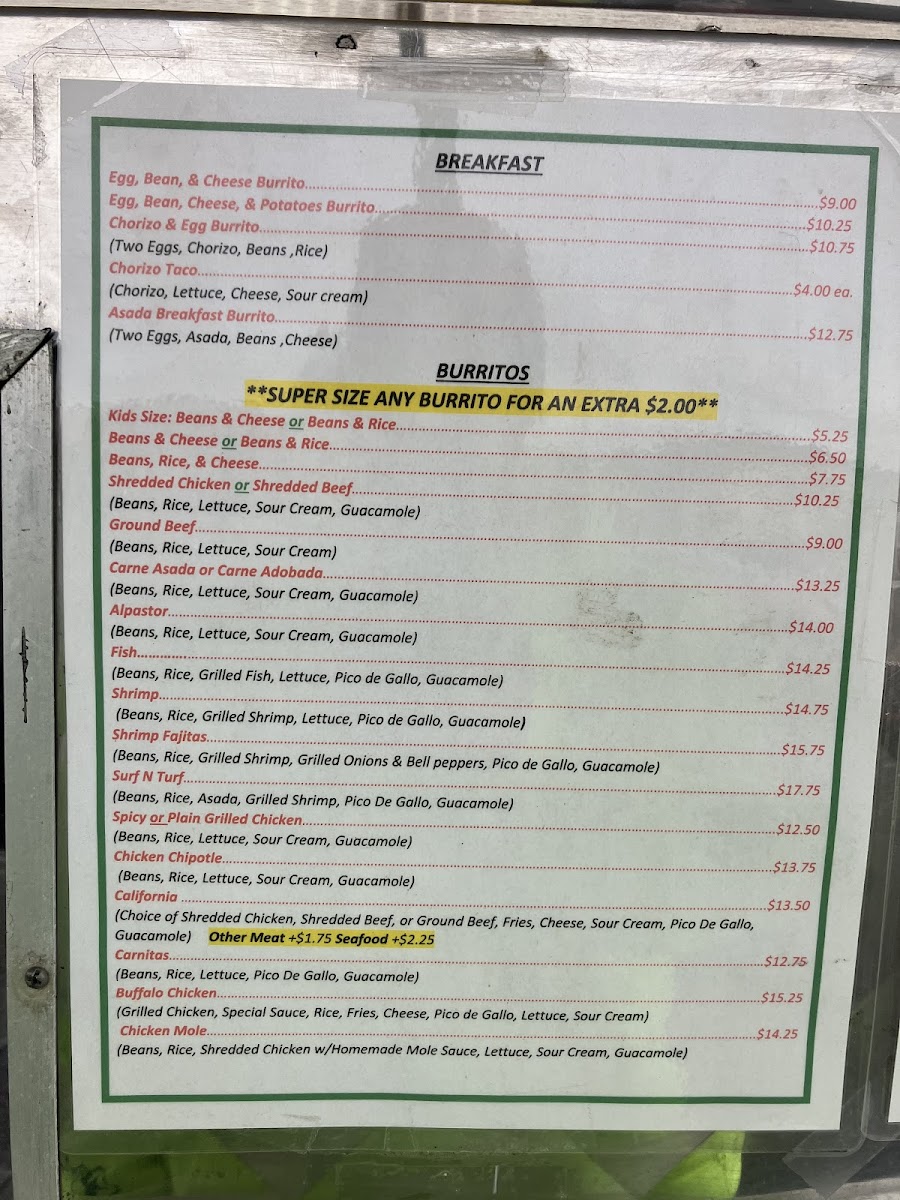 BREAKFAST
Egg, Bean, & Cheese Burrito..........$9.00
Egg, Bean, Cheese, & Potatoes Burrito..........$10.25
Chorizo & Egg Burrito..........$10.75
(Two Eggs, Chorizo, Beans ,Rice)
Chorizo Taco..........$4.00 ea.
(Chorizo, Lettuce, Cheese, Sour cream)
Asada Breakfast Burrito..........$12.75
(Two Eggs, Asada, Beans ,Cheese)
BURRITOS
**SUPER SIZE ANY BURRITO FOR AN EXTRA $2.00**
Kids Size: Beans & Cheese or Beans & Rice..........$5.25
Beans & Cheese or Beans & Rice..........$6.50
Beans, Rice, & Cheese..........$7.75
Shredded Chicken or Shredded Beef..........$10.25
(Beans, Rice, Lettuce, Sour Cream, Guacamole)
Ground Beef..........$9.00
(Beans, Rice, Lettuce, Sour Cream)
Carne Asada or Carne Adobada..........$13.25
(Beans, Rice, Lettuce, Sour Cream, Guacamole)
Alpastor..........$14.00
(Beans, Rice, Lettuce, Sour Cream, Guacamole)
Fish..........$14.25
(Beans, Rice, Grilled Fish, Lettuce, Pico de Gallo, Guacamole)
Shrimp..........$14.75
(Beans, Rice, Grilled Shrimp, Lettuce, Pico de Gallo, Guacamole)
Shrimp Fajitas..........$15.75
(Beans, Rice, Grilled Shrimp, Grilled Onions & Bell peppers, Pico de Gallo, Guacamole)
Surf N Turf..........$17.75
(Beans, Rice, Asada, Grilled Shrimp, Pico De Gallo, Guacamole)
Spicy or Plain Grilled Chicken..........$12.50
(Beans, Rice, Lettuce, Sour Cream, Guacamole)
Chicken Chipotle..........$13.75
(Beans, Rice, Lettuce, Sour Cream, Guacamole)
California ..........$13.50
(Choice of Shredded Chicken, Shredded Beef, or Ground Beef, Fries, Cheese, Sour Cream, Pico De Gallo,
Guacamole) Other Meat +$1.75 Seafood +$2.25
Carnitas..........$12.75
(Beans, Rice, Lettuce, Pico De Gallo, Guacamole)
Buffalo Chicken..........$15.25
(Grilled Chicken, Special Sauce, Rice, Fries, Cheese, Pico de Gallo, Lettuce, Sour Cream)
Chicken Mole..........$14.25
(Beans, Rice, Shredded Chicken w/Homemade Mole Sauce, Lettuce, Sour Cream, Guacamole)